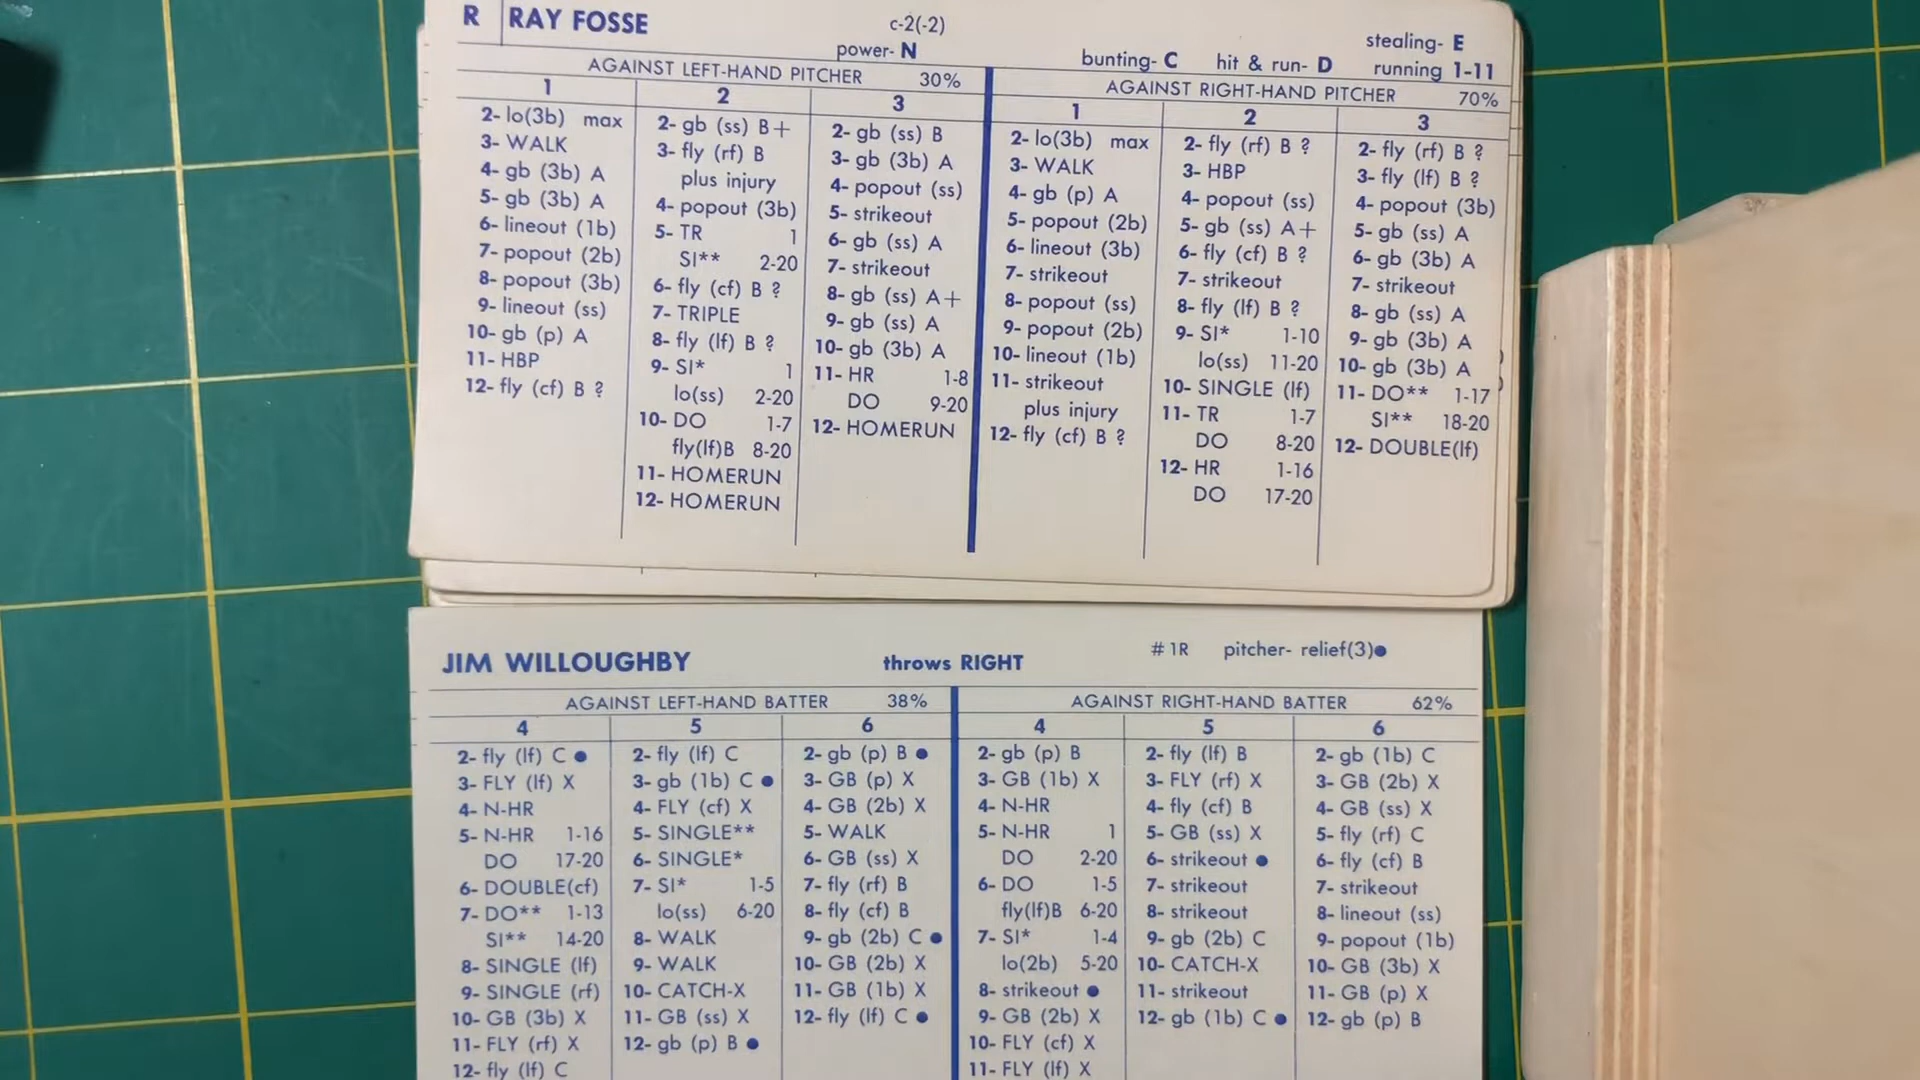 R RAY FOSSE c-2(-2)
power- N bunting- C hit & run- D stealing- E
running 1-11
AGAINST LEFT-HAND PITCHER 30%
1 2 3
2- lo(3b) max
3- WALK
4- gb (3b) A
5- gb (3b) A
6- lineout (1b)
7- popout (2b)
8- popout (3b)
9- lineout (ss)
10- gb (p) A
11- HBP
12- fly (cf) B ?
2- gb (ss) B+
3- fly (rf) B
plus injury
4- popout (3b)
5- TR 1
SI** 2-20
6- fly (cf) B ?
7- TRIPLE
8- fly (lf) B ?
9- SI* 1
lo(ss) 2-20
10- DO 1-7
fly(lf)B 8-20
11- HOMERUN
12- HOMERUN
2- gb (ss) B
3- gb (3b) A
4- popout (ss)
5- strikeout
6- gb (ss) A
7- strikeout
8- gb (ss) A+
9- gb (ss) A
10- gb (3b) A
11- HR 1-8
DO 9-20
12- HOMERUN
AGAINST RIGHT-HAND PITCHER 70%
1 2 3
2- lo(3b) max
3- WALK
4- gb (p) A
5- popout (2b)
6- lineout (3b)
7- strikeout
8- popout (ss)
9- popout (2b)
10- lineout (1b)
11- strikeout
plus injury
12- fly (cf) B ?
2- fly (rf) B ?
3- HBP
4- popout (ss)
5- gb (ss) A+
6- fly (cf) B ?
7- strikeout
8- fly (lf) B ?
9- SI* 1-10
lo(ss) 11-20
10- SINGLE (lf)
11- TR 1-7
DO 8-20
12- HR 1-16
DO 17-20
2- fly (rf) B ?
3- fly (lf) B ?
4- popout (3b)
5- gb (ss) A
6- gb (3b) A
7- strikeout
8- gb (ss) A
9- gb (3b) A
10- gb (3b) A
11- DO** 1-17
SI** 18-20
12- DOUBLE(lf)
JIM WILLOUGHBY throws RIGHT #1R pitcher- relief(3)●
AGAINST LEFT-HAND BATTER 38%
4 5 6
2- fly (lf) C ●
3- FLY (lf) X
4- N-HR
5- N-HR 1-16
DO 17-20
6- DOUBLE(cf)
7- DO** 1-13
SI** 14-20
8- SINGLE (lf)
9- SINGLE (rf)
10- GB (3b) X
11- FLY (rf) X
12- fly (lf) C
2- fly (lf) C
3- gb (1b) C ●
4- FLY (cf) X
5- SINGLE**
6- SINGLE*
7- SI* 1-5
lo(ss) 6-20
8- WALK
9- WALK
10- CATCH-X
11- GB (ss) X
12- gb (p) B ●
2- gb (p) B ●
3- GB (p) X
4- GB (2b) X
5- WALK
6- GB (ss) X
7- fly (rf) B
8- fly (cf) B
9- gb (2b) C ●
10- GB (2b) X
11- GB (1b) X
12- fly (lf) C ●
AGAINST RIGHT-HAND BATTER 62%
4 5 6
2- gb (p) B
3- GB (1b) X
4- N-HR
5- N-HR 1
DO 2-20
6- DO 1-5
fly(lf)B 6-20
7- SI* 1-4
lo(2b) 5-20
8- strikeout ●
9- GB (2b) X
10- FLY (cf) X
11- FLY (lf) X
2- fly (lf) B
3- FLY (rf) X
4- fly (cf) B
5- GB (ss) X
6- strikeout ●
7- strikeout
8- strikeout
9- gb (2b) C
10- CATCH-X
11- strikeout
12- gb (1b) C ●
2- gb (1b) C
3- GB (2b) X
4- GB (ss) X
5- fly (rf) C
6- fly (cf) B
7- strikeout
8- lineout (ss)
9- popout (1b)
10- GB (3b) X
11- GB (p) X
12- gb (p) B